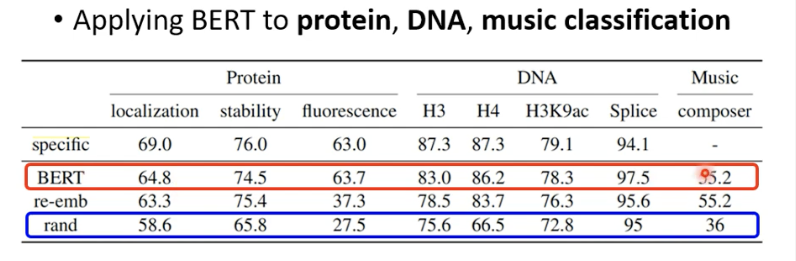 • Applying BERT to protein, DNA, music classification
Protein DNA Music
localization stability fluorescence H3 H4 H3K9ac Splice composer
specific 69.0 76.0 63.0 87.3 87.3 79.1 94.1 -
BERT 64.8 74.5 63.7 83.0 86.2 78.3 97.5 55.2
re-emb 63.3 75.4 37.3 78.5 83.7 76.3 95.6 55.2
rand 58.6 65.8 27.5 75.6 66.5 72.8 95 36